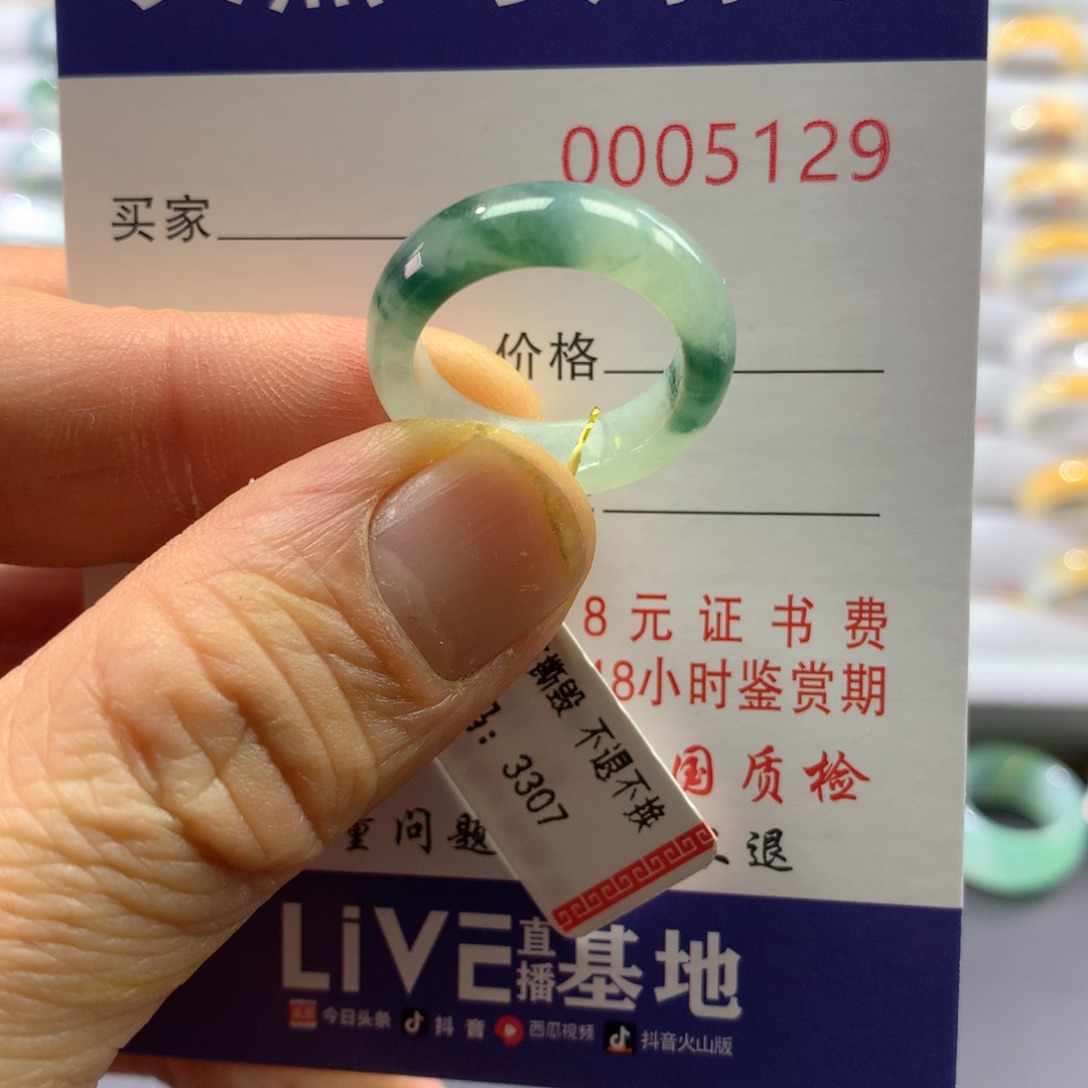 0005129
买家
价格
8元证书费
48小时鉴赏期
国质检
重问题 退
撕毁 不退不换
: 3307
LiVE直播基地
今日头条 抖音 西瓜视频 抖音火山版